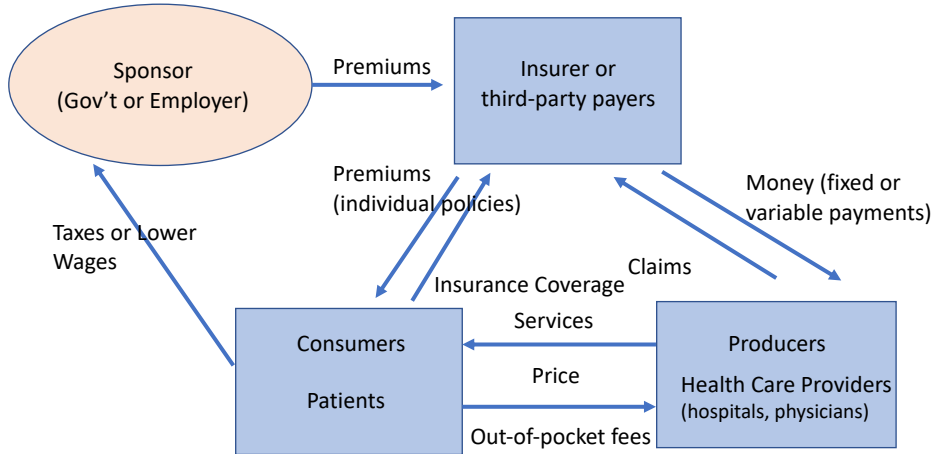 Sponsor
(Gov’t or Employer)
Premiums
Insurer or
third-party payers
Premiums
(individual policies)
Money (fixed or
variable payments)
Taxes or Lower
Wages
Claims
Insurance Coverage
Services
Consumers
Patients
Price
Out-of-pocket fees
Producers
Health Care Providers
(hospitals, physicians)